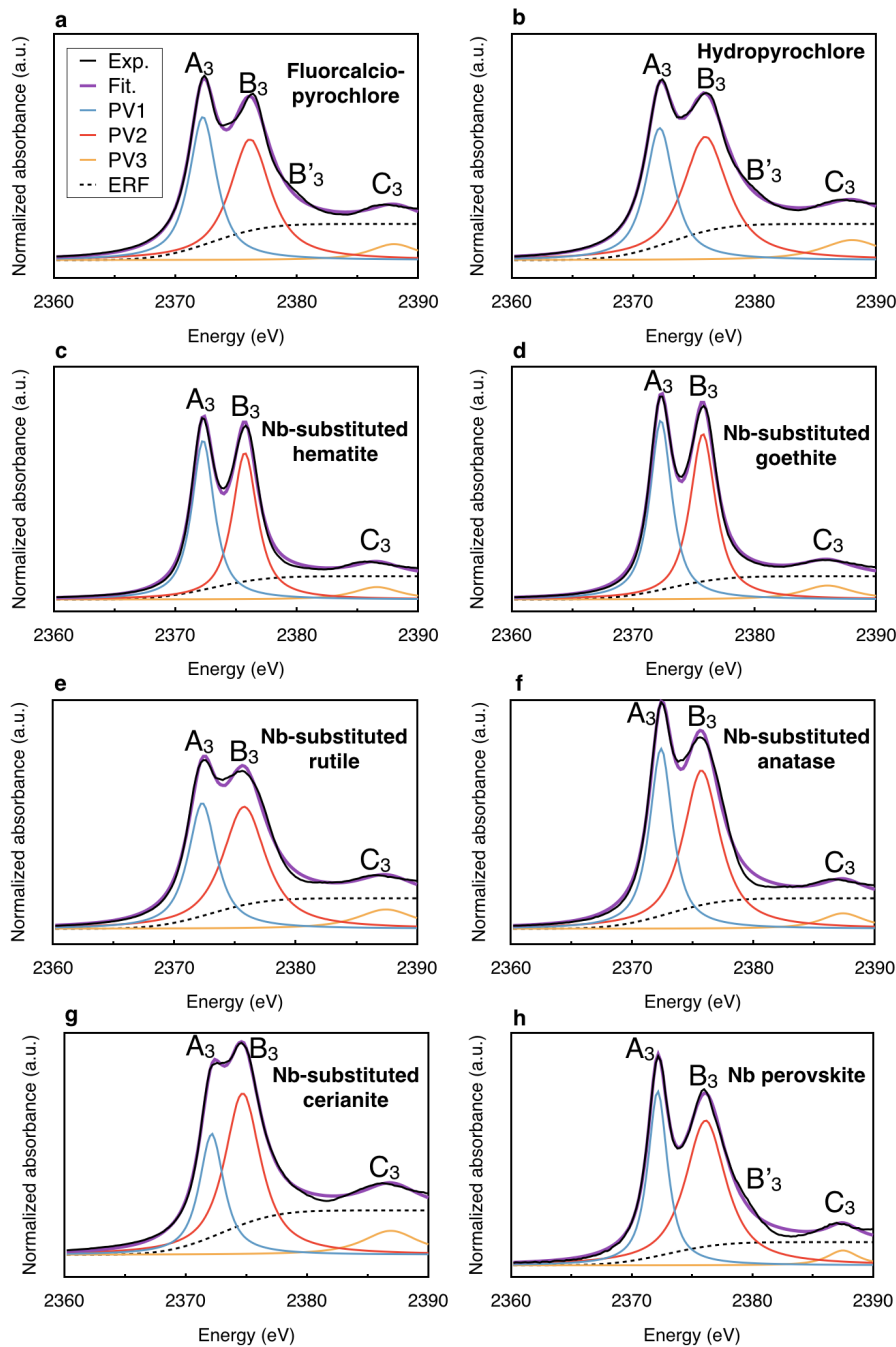 a
Normalized absorbance (a.u.)
Exp.
Fit.
PV1
PV2
PV3
ERF
A3
B3
B'3
C3
Fluorcalcio-
pyrochlore
2360
2370
2380
2390
Energy (eV)
b
Normalized absorbance (a.u.)
Hydropyrochlore
A3
B3
B'3
C3
2360
2370
2380
2390
Energy (eV)
c
Normalized absorbance (a.u.)
A3
B3
C3
Nb-substituted
hematite
2360
2370
2380
2390
Energy (eV)
d
Normalized absorbance (a.u.)
A3
B3
C3
Nb-substituted
goethite
2360
2370
2380
2390
Energy (eV)
e
Normalized absorbance (a.u.)
A3
B3
C3
Nb-substituted
rutile
2360
2370
2380
2390
Energy (eV)
f
Normalized absorbance (a.u.)
A3
B3
C3
Nb-substituted
anatase
2360
2370
2380
2390
Energy (eV)
g
Normalized absorbance (a.u.)
A3
B3
C3
Nb-substituted
cerianite
2360
2370
2380
2390
Energy (eV)
h
Normalized absorbance (a.u.)
A3
B3
B'3
C3
Nb perovskite
2360
2370
2380
2390
Energy (eV)